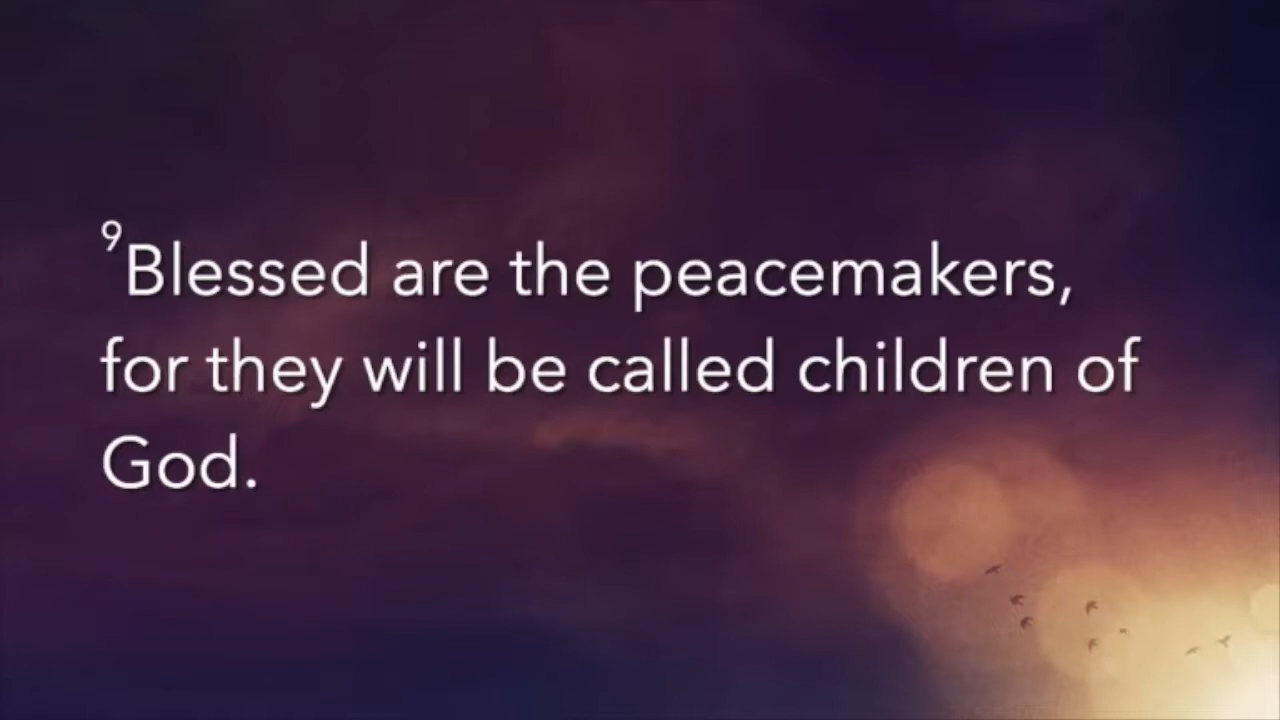 ⁹Blessed are the peacemakers,
for they will be called children of
God.